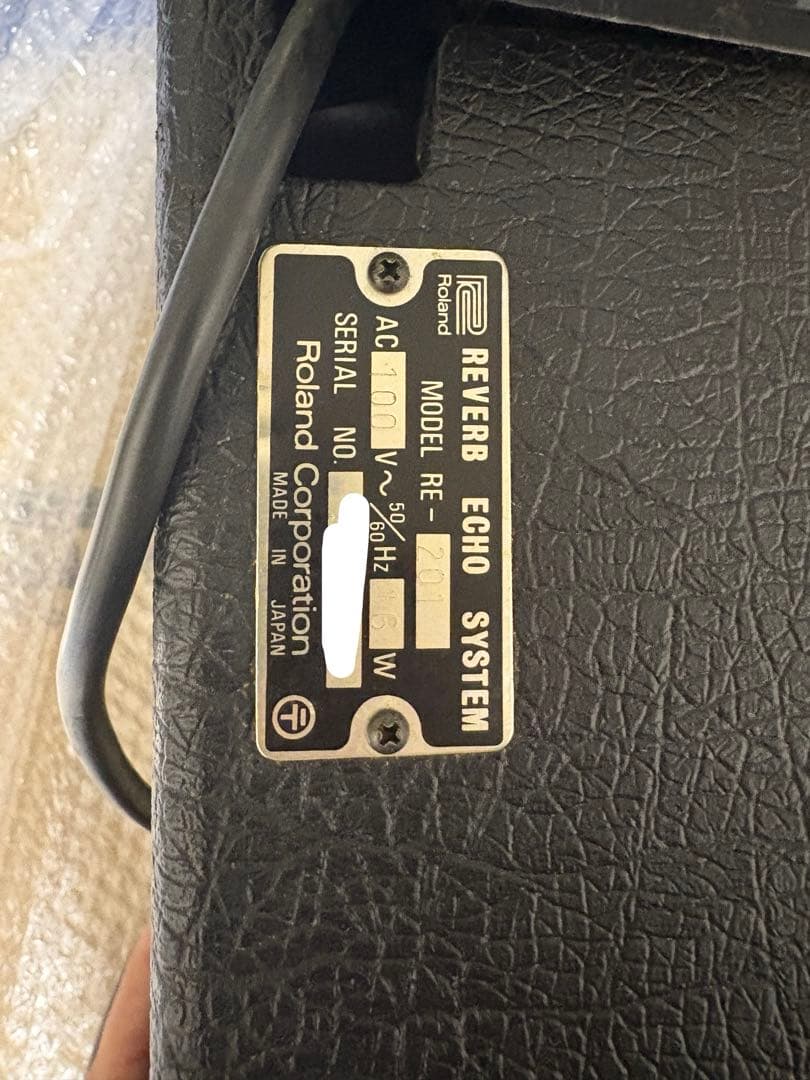 Roland
REVERB ECHO SYSTEM
MODEL RE-201
AC 100 V~ 50/60 Hz 16 W
SERIAL NO.
Roland Corporation
MADE IN JAPAN